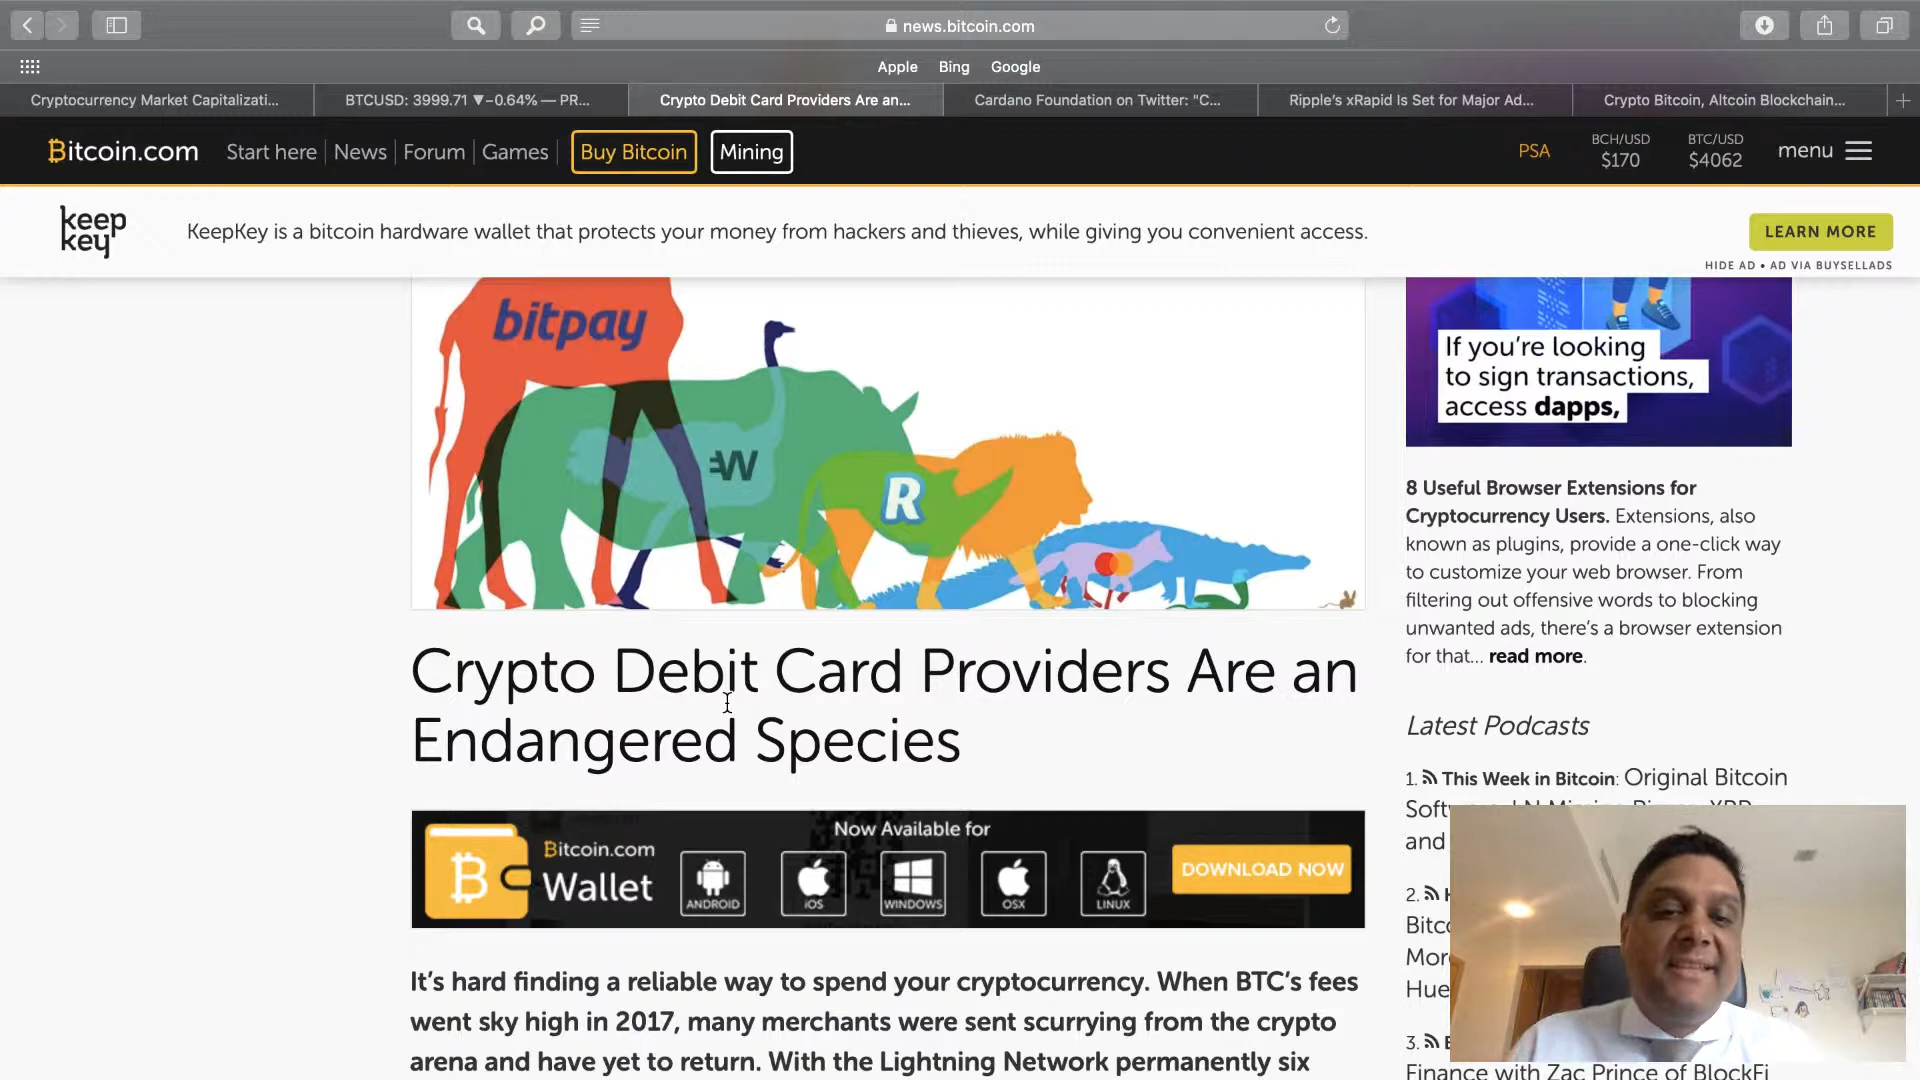 news.bitcoin.com
Apple Bing Google
Cryptocurrency Market Capitalizati...
BTCUSD: 3999.71 ▼−0.64% — PR...
Crypto Debit Card Providers Are an...
Cardano Foundation on Twitter: "C...
Ripple's xRapid Is Set for Major Ad...
Crypto Bitcoin, Altcoin Blockchain...
Bitcoin.com
Start here
News
Forum
Games
Buy Bitcoin
Mining
PSA
BCH/USD
$170
BTC/USD
$4062
menu
keep
key
KeepKey is a bitcoin hardware wallet that protects your money from hackers and thieves, while giving you convenient access.
LEARN MORE
HIDE AD • AD VIA BUYSELLADS
bitpay
W
R
Crypto Debit Card Providers Are an
Endangered Species
Bitcoin.com
Wallet
Now Available for
ANDROID
iOS
WINDOWS
OSX
LINUX
DOWNLOAD NOW
It's hard finding a reliable way to spend your cryptocurrency. When BTC's fees
went sky high in 2017, many merchants were sent scurrying from the crypto
arena and have yet to return. With the Lightning Network permanently six
If you're looking
to sign transactions,
access dapps,
8 Useful Browser Extensions for
Cryptocurrency Users. Extensions, also
known as plugins, provide a one-click way
to customize your web browser. From
filtering out offensive words to blocking
unwanted ads, there's a browser extension
for that... read more.
Latest Podcasts
1. This Week in Bitcoin: Original Bitcoin
and
2.
3.
Finance with Zac Prince of BlockFi